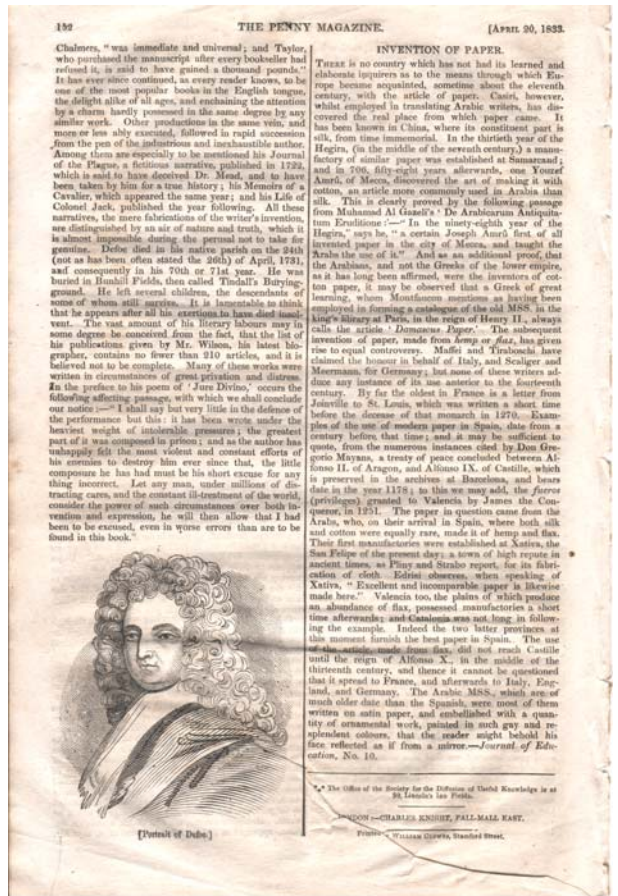 152
THE PENNY MAGAZINE.
[APRIL 20, 1833.
Chalmers, "was immediate and universal; and Taylor,
who purchased the manuscript after every bookseller had
refused it, is said to have gained a thousand pounds."
It has ever since continued, as every reader knows, to be
one of the most popular books in the English tongue,
the delight alike of all ages, and enchaining the attention
by a charm hardly possessed in the same degree by any
similar work. Other productions in the same vein, and
more or less ably executed, followed in rapid succession
from the pen of the industrious and inexhaustible author.
Among them are especially to be mentioned his Journal
of the Plague, a fictitious narrative, published in 1722,
which is said to have deceived Dr. Mead, and to have
been taken by him for a true history; his Memoirs of a
Cavalier, which appeared the same year; and his Life of
Colonel Jack, published the year following. All these
narratives, the mere fabrications of the writer's invention,
are distinguished by an air of nature and truth, which it
is almost impossible during the perusal not to take for
genuine. Defoe died in his native parish on the 24th
(not as has been often stated the 26th) of April, 1731,
and consequently in his 70th or 71st year. He was
buried in Bunhill Fields, then called Tindall's Burying-
ground. He left several children, the descendants of
some of whom still survive. It is lamentable to think
that he appears after all his exertions to have died insol-
vent. The vast amount of his literary labours may in
some degree be conceived from the fact, that the list of
his publications, given by Mr. Wilson, his latest bio-
grapher, contains no fewer than 210 articles, and it is
believed not to be complete. Many of these works were
written in circumstances of great privation and distress.
In the preface to his poem of 'Jure Divino,' occurs the
following affecting passage, with which we shall conclude
our notice:—"I shall say but very little in the defence of
the performance but this: it has been wrote under the
heaviest weight of intolerable pressures; the greatest
part of it was composed in prison; and as the author has
unhappily felt the most violent and constant efforts of
his enemies to destroy him ever since that, the little
composure he has had must be his short excuse for any
thing incorrect. Let any man, under millions of dis-
tracting cares, and the constant ill-treatment of the world,
consider the power of such circumstances over both in-
vention and expression, he will then allow that I had
been to be excused, even in worse errors than are to be
found in this book."
[Portrait of Defoe.]
INVENTION OF PAPER.
THERE is no country which has not had its learned and
elaborate inquirers as to the means through which Eu-
rope became acquainted, sometime about the eleventh
century, with the article of paper. Casiri, however,
whilst employed in translating Arabic writers, has dis-
covered the real place from which paper came. It
has been known in China, where its constituent part is
silk, from time immemorial. In the thirtieth year of the
Hegira, (in the middle of the seventh century,) a manu-
factory of similar paper was established at Samarcand;
and in 706, fifty-eight years afterwards, one Youzef
Amrû, of Mecca, discovered the art of making it with
cotton, an article more commonly used in Arabia than
silk. This is clearly proved by the following passage
from Muhamad Al Gazeli's 'De Arabicarum Antiquita-
tum Eruditione:'—"In the ninety-eighth year of the
Hegira," says he, "a certain Joseph Amrû first of all
invented paper in the city of Mecca, and taught the
Arabs the use of it." And as an additional proof, that
the Arabians, and not the Greeks of the lower empire,
as it has long been affirmed, were the inventors of cot-
ton paper, it may be observed that a Greek of great
learning, whom Montfaucon mentions as having been
employed in forming a catalogue of the old MSS. in the
king's library at Paris, in the reign of Henry II., always
calls the article 'Damascus Paper.' The subsequent
invention of paper, made from hemp or flax, has given
rise to equal controversy. Maffei and Tiraboschi have
claimed the honour in behalf of Italy, and Scaliger and
Meermann, for Germany; but none of these writers ad-
duce any instance of its use anterior to the fourteenth
century. By far the oldest in France is a letter from
Joinville to St. Louis, which was written a short time
before the decease of that monarch in 1270. Exam-
ples of the use of modern paper in Spain, date from a
century before that time; and it may be sufficient to
quote, from the numerous instances cited by Don Gre-
gorio Mayans, a treaty of peace concluded between Al-
fonso II. of Aragon, and Alfonso IX. of Castille, which
is preserved in the archives at Barcelona, and bears
date in the year 1178; to this we may add, the fueros
(privileges) granted to Valencia by James the Con-
queror, in 1251. The paper in question came from the
Arabs, who, on their arrival in Spain, where both silk
and cotton were equally rare, made it of hemp and flax.
Their first manufactories were established at Xativa, the
San Felipe of the present day; a town of high repute in
ancient times, as Pliny and Strabo report, for its fabri-
cation of cloth. Edrisi observes, when speaking of
Xativa, "Excellent and incomparable paper is likewise
made here." Valencia too, the plains of which produce
an abundance of flax, possessed manufactories a short
time afterwards; and Catalonia was not long in follow-
ing the example. Indeed the two latter provinces at
this moment furnish the best paper in Spain. The use
of the article, made from flax, did not reach Castille
until the reign of Alfonso X., in the middle of the
thirteenth century, and thence it cannot be questioned
that it spread to France, and afterwards to Italy, Eng-
land, and Germany. The Arabic MSS., which are of
much older date than the Spanish, were most of them
written on satin paper, and embellished with a quan-
tity of ornamental work, painted in such gay and re-
splendent colours, that the reader might behold his
face reflected as if from a mirror.—Journal of Edu-
cation, No. 10.
*** The Office of the Society for the Diffusion of Useful Knowledge is at
59, Lincoln's Inn Fields.
LONDON:—CHARLES KNIGHT, PALL-MALL EAST.
Printed WILLIAM CLOWES, Stamford Street.